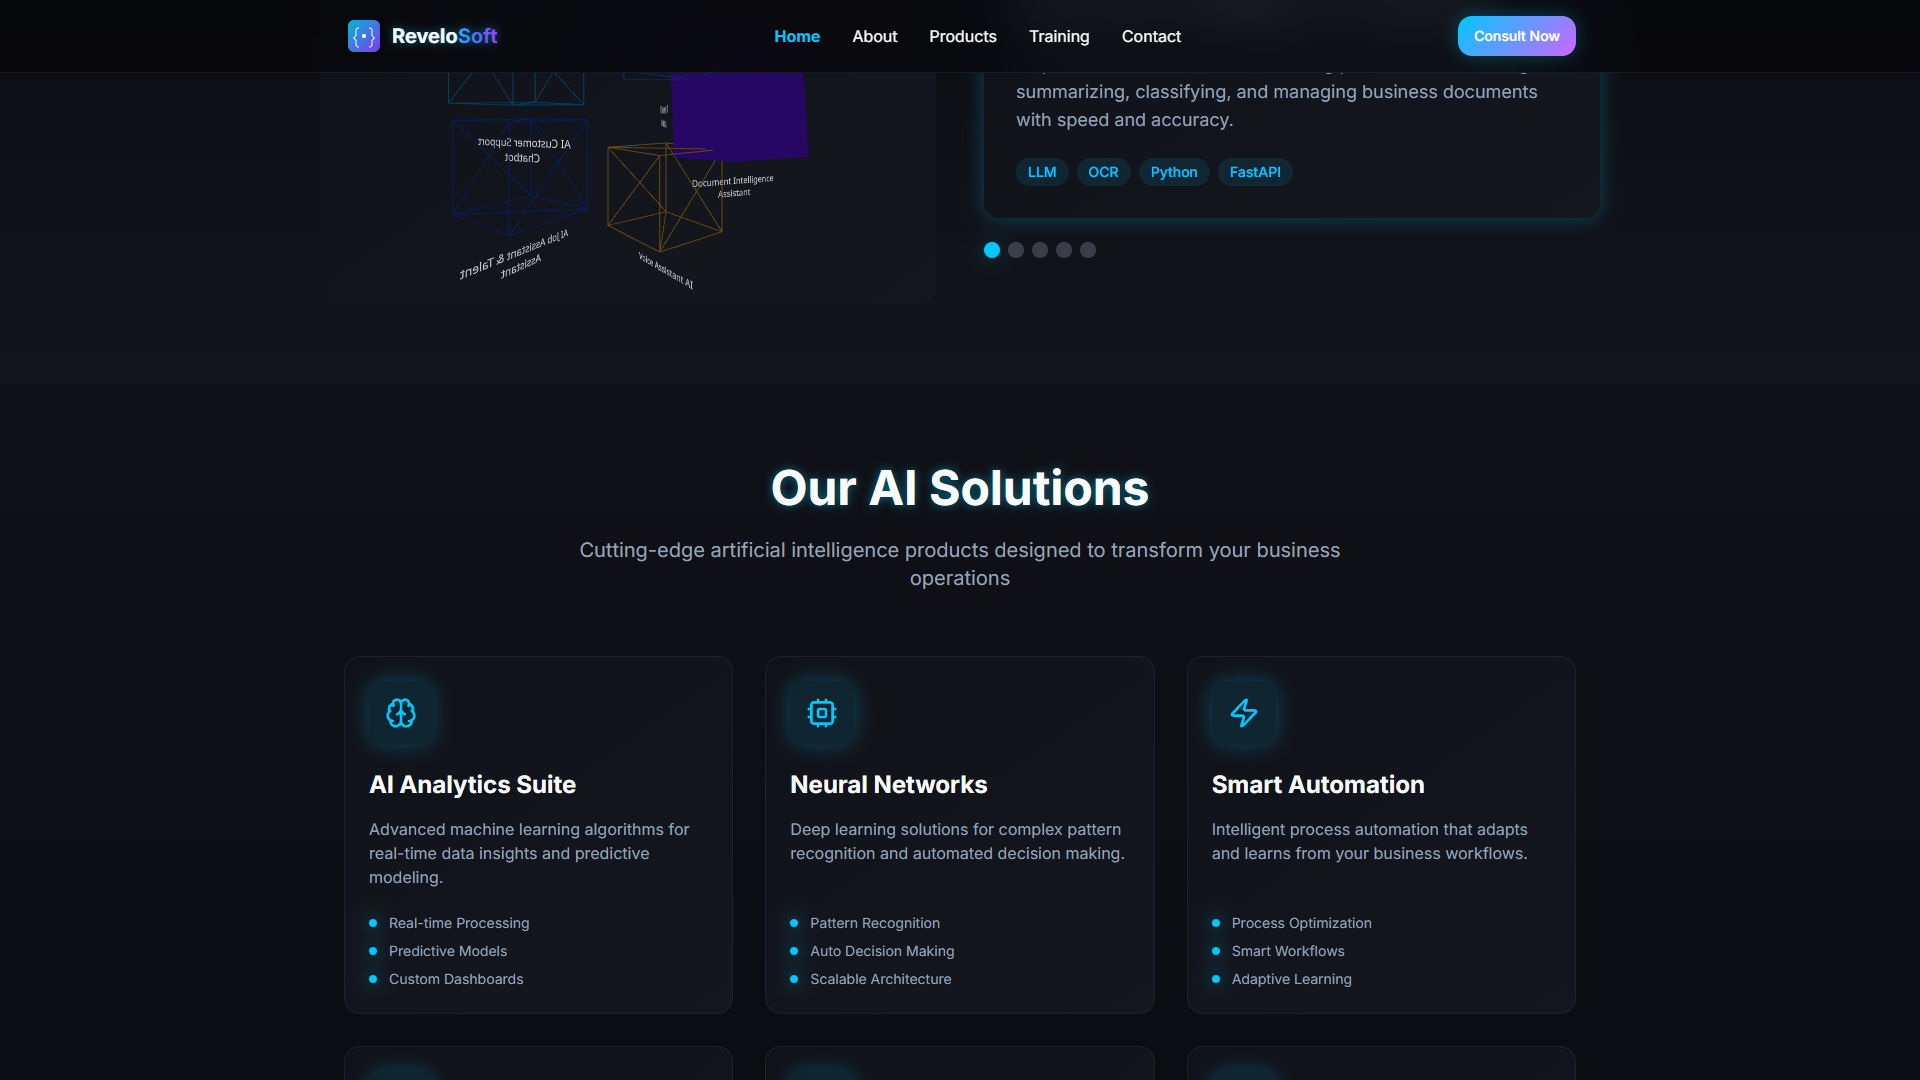 ReveloSoft
Home
About
Products
Training
Contact
Consult Now
summarizing, classifying, and managing business documents
with speed and accuracy.
LLM
OCR
Python
FastAPI
AI Customer Support
Chatbot
Document Intelligence
Assistant
AI Job Assistant & Talent
Assistant
Voice Assistant AI
Our AI Solutions
Cutting-edge artificial intelligence products designed to transform your business
operations
AI Analytics Suite
Advanced machine learning algorithms for
real-time data insights and predictive
modeling.
Real-time Processing
Predictive Models
Custom Dashboards
Neural Networks
Deep learning solutions for complex pattern
recognition and automated decision making.
Pattern Recognition
Auto Decision Making
Scalable Architecture
Smart Automation
Intelligent process automation that adapts
and learns from your business workflows.
Process Optimization
Smart Workflows
Adaptive Learning